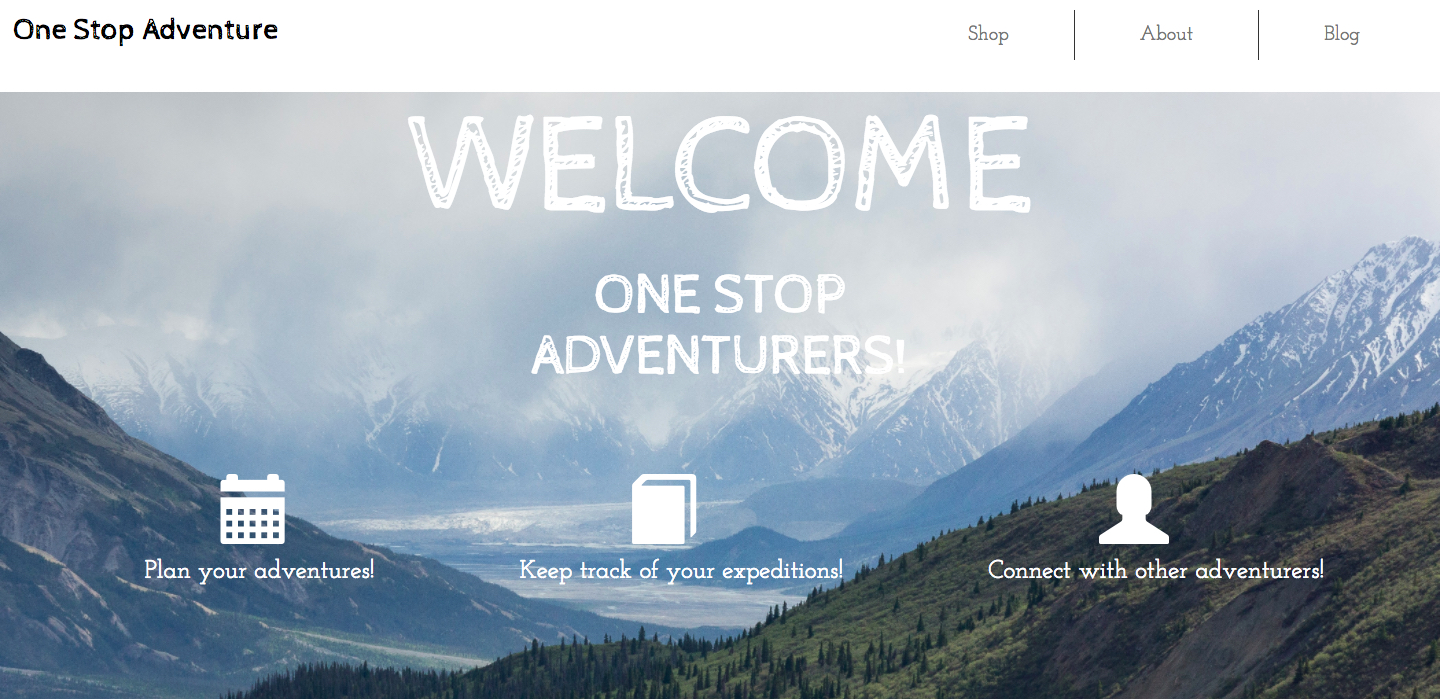 One Stop Adventure
Shop
About
Blog
WELCOME
ONE STOP
ADVENTURERS!
Plan your adventures!
Keep track of your expeditions!
Connect with other adventurers!